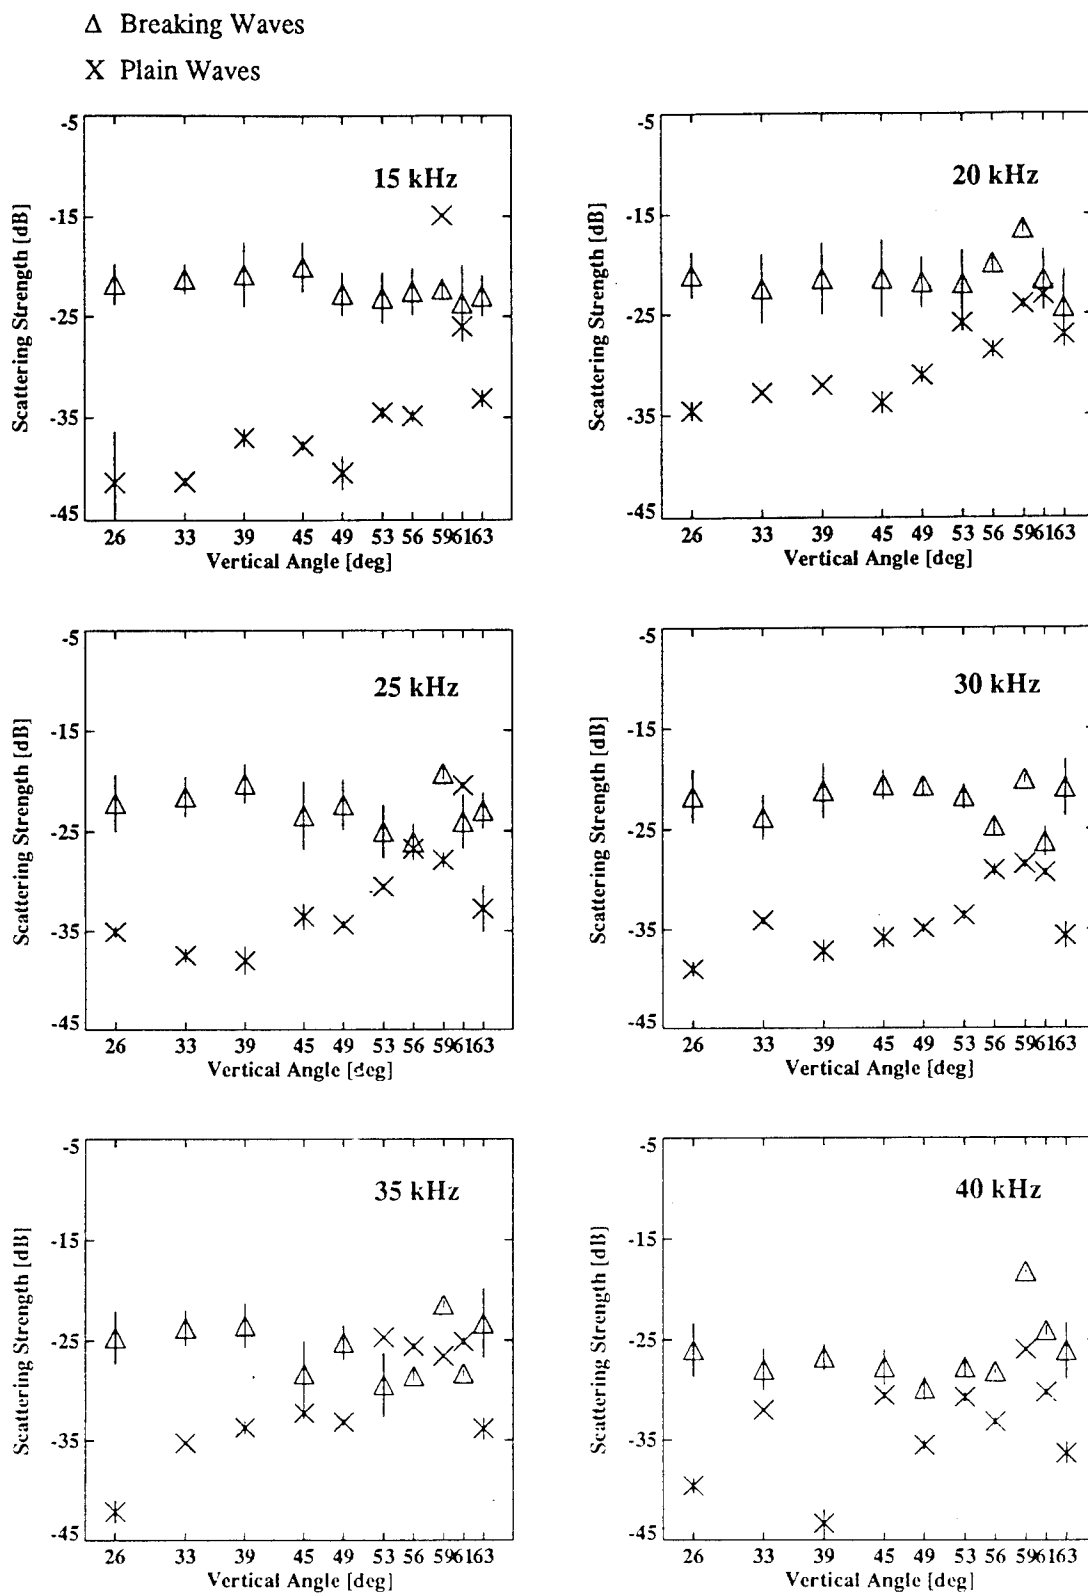 Δ Breaking Waves
X Plain Waves
15 kHz
Scattering Strength [dB]
-5
-15
-25
-35
-45
26 33 39 45 49 53 56 59 61 63
Vertical Angle [deg]
20 kHz
Scattering Strength [dB]
-5
-15
-25
-35
-45
26 33 39 45 49 53 56 59 61 63
Vertical Angle [deg]
25 kHz
Scattering Strength [dB]
-5
-15
-25
-35
-45
26 33 39 45 49 53 56 59 61 63
Vertical Angle [deg]
30 kHz
Scattering Strength [dB]
-5
-15
-25
-35
-45
26 33 39 45 49 53 56 59 61 63
Vertical Angle [deg]
35 kHz
Scattering Strength [dB]
-5
-15
-25
-35
-45
26 33 39 45 49 53 56 59 61 63
Vertical Angle [deg]
40 kHz
Scattering Strength [dB]
-5
-15
-25
-35
-45
26 33 39 45 49 53 56 59 61 63
Vertical Angle [deg]